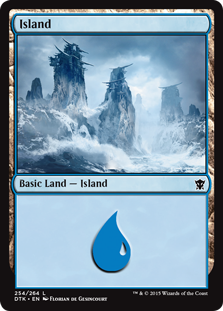 Island
Basic Land — Island
254/264 L
DTK • EN Florian de Gesincourt
™ & © 2015 Wizards of the Coast